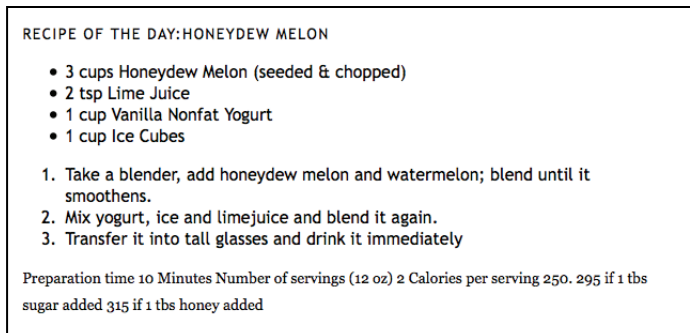 RECIPE OF THE DAY:HONEYDEW MELON
• 3 cups Honeydew Melon (seeded & chopped)
• 2 tsp Lime Juice
• 1 cup Vanilla Nonfat Yogurt
• 1 cup Ice Cubes
1. Take a blender, add honeydew melon and watermelon; blend until it
smoothens.
2. Mix yogurt, ice and limejuice and blend it again.
3. Transfer it into tall glasses and drink it immediately
Preparation time 10 Minutes Number of servings (12 oz) 2 Calories per serving 250. 295 if 1 tbs
sugar added 315 if 1 tbs honey added